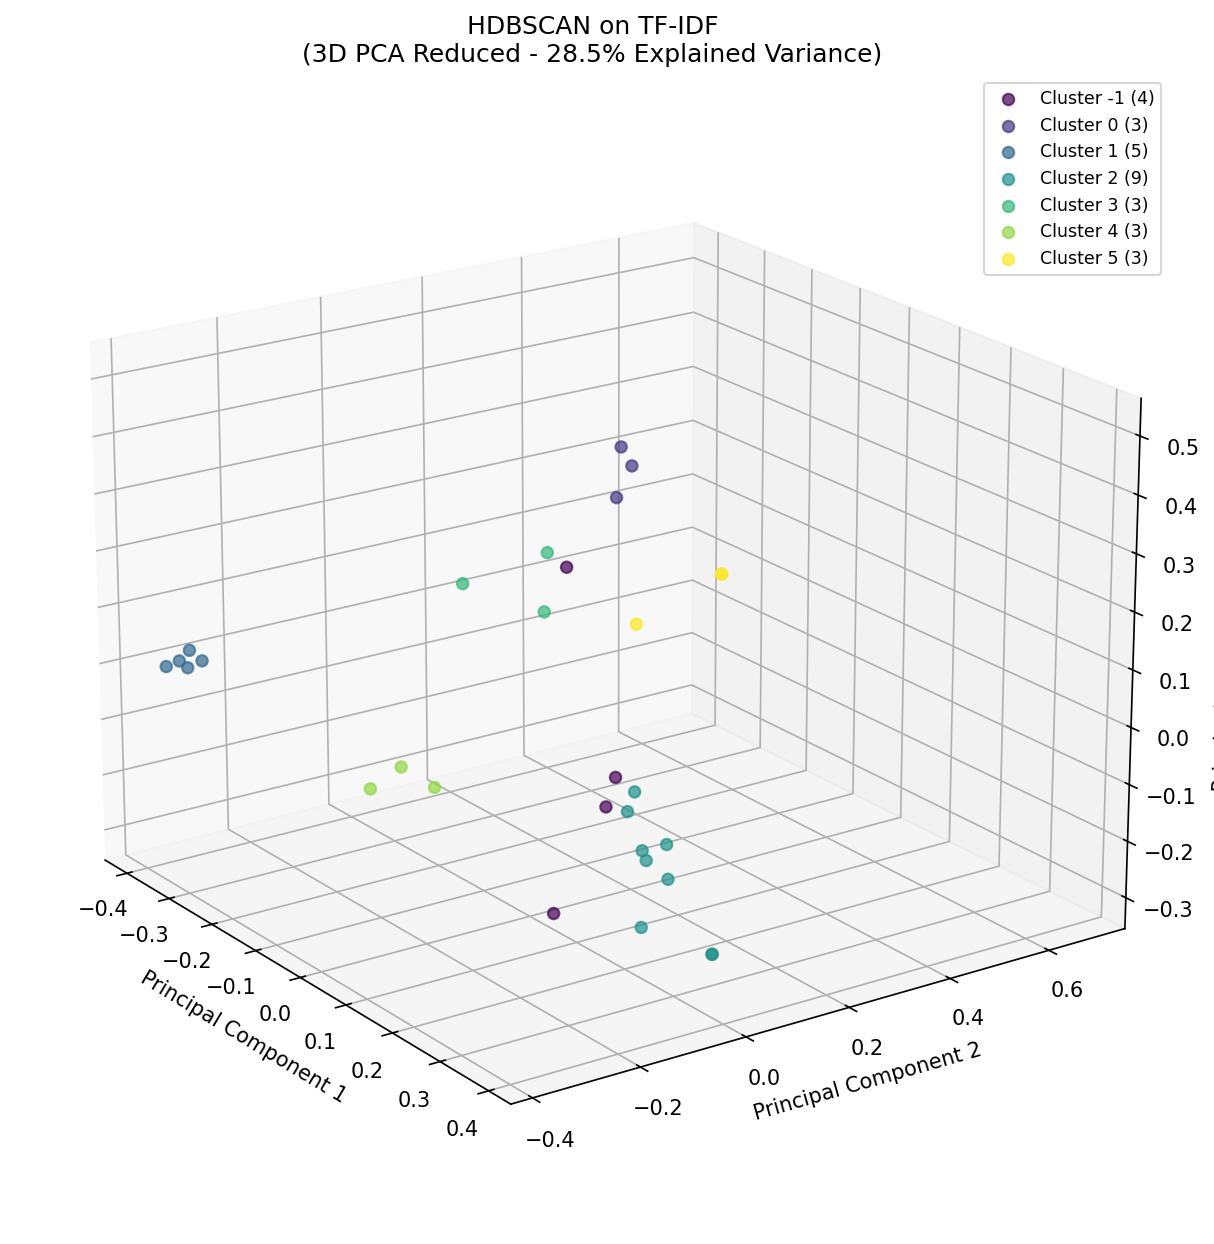 HDBSCAN on TF-IDF
(3D PCA Reduced - 28.5% Explained Variance)
Cluster -1 (4)
Cluster 0 (3)
Cluster 1 (5)
Cluster 2 (9)
Cluster 3 (3)
Cluster 4 (3)
Cluster 5 (3)
0.5
0.4
0.3
0.2
0.1
0.0
−0.1
−0.2
−0.3
−0.4
−0.3
−0.2
−0.1
0.0
0.1
0.2
0.3
0.4
Principal Component 1
−0.4
−0.2
0.0
0.2
0.4
0.6
Principal Component 2